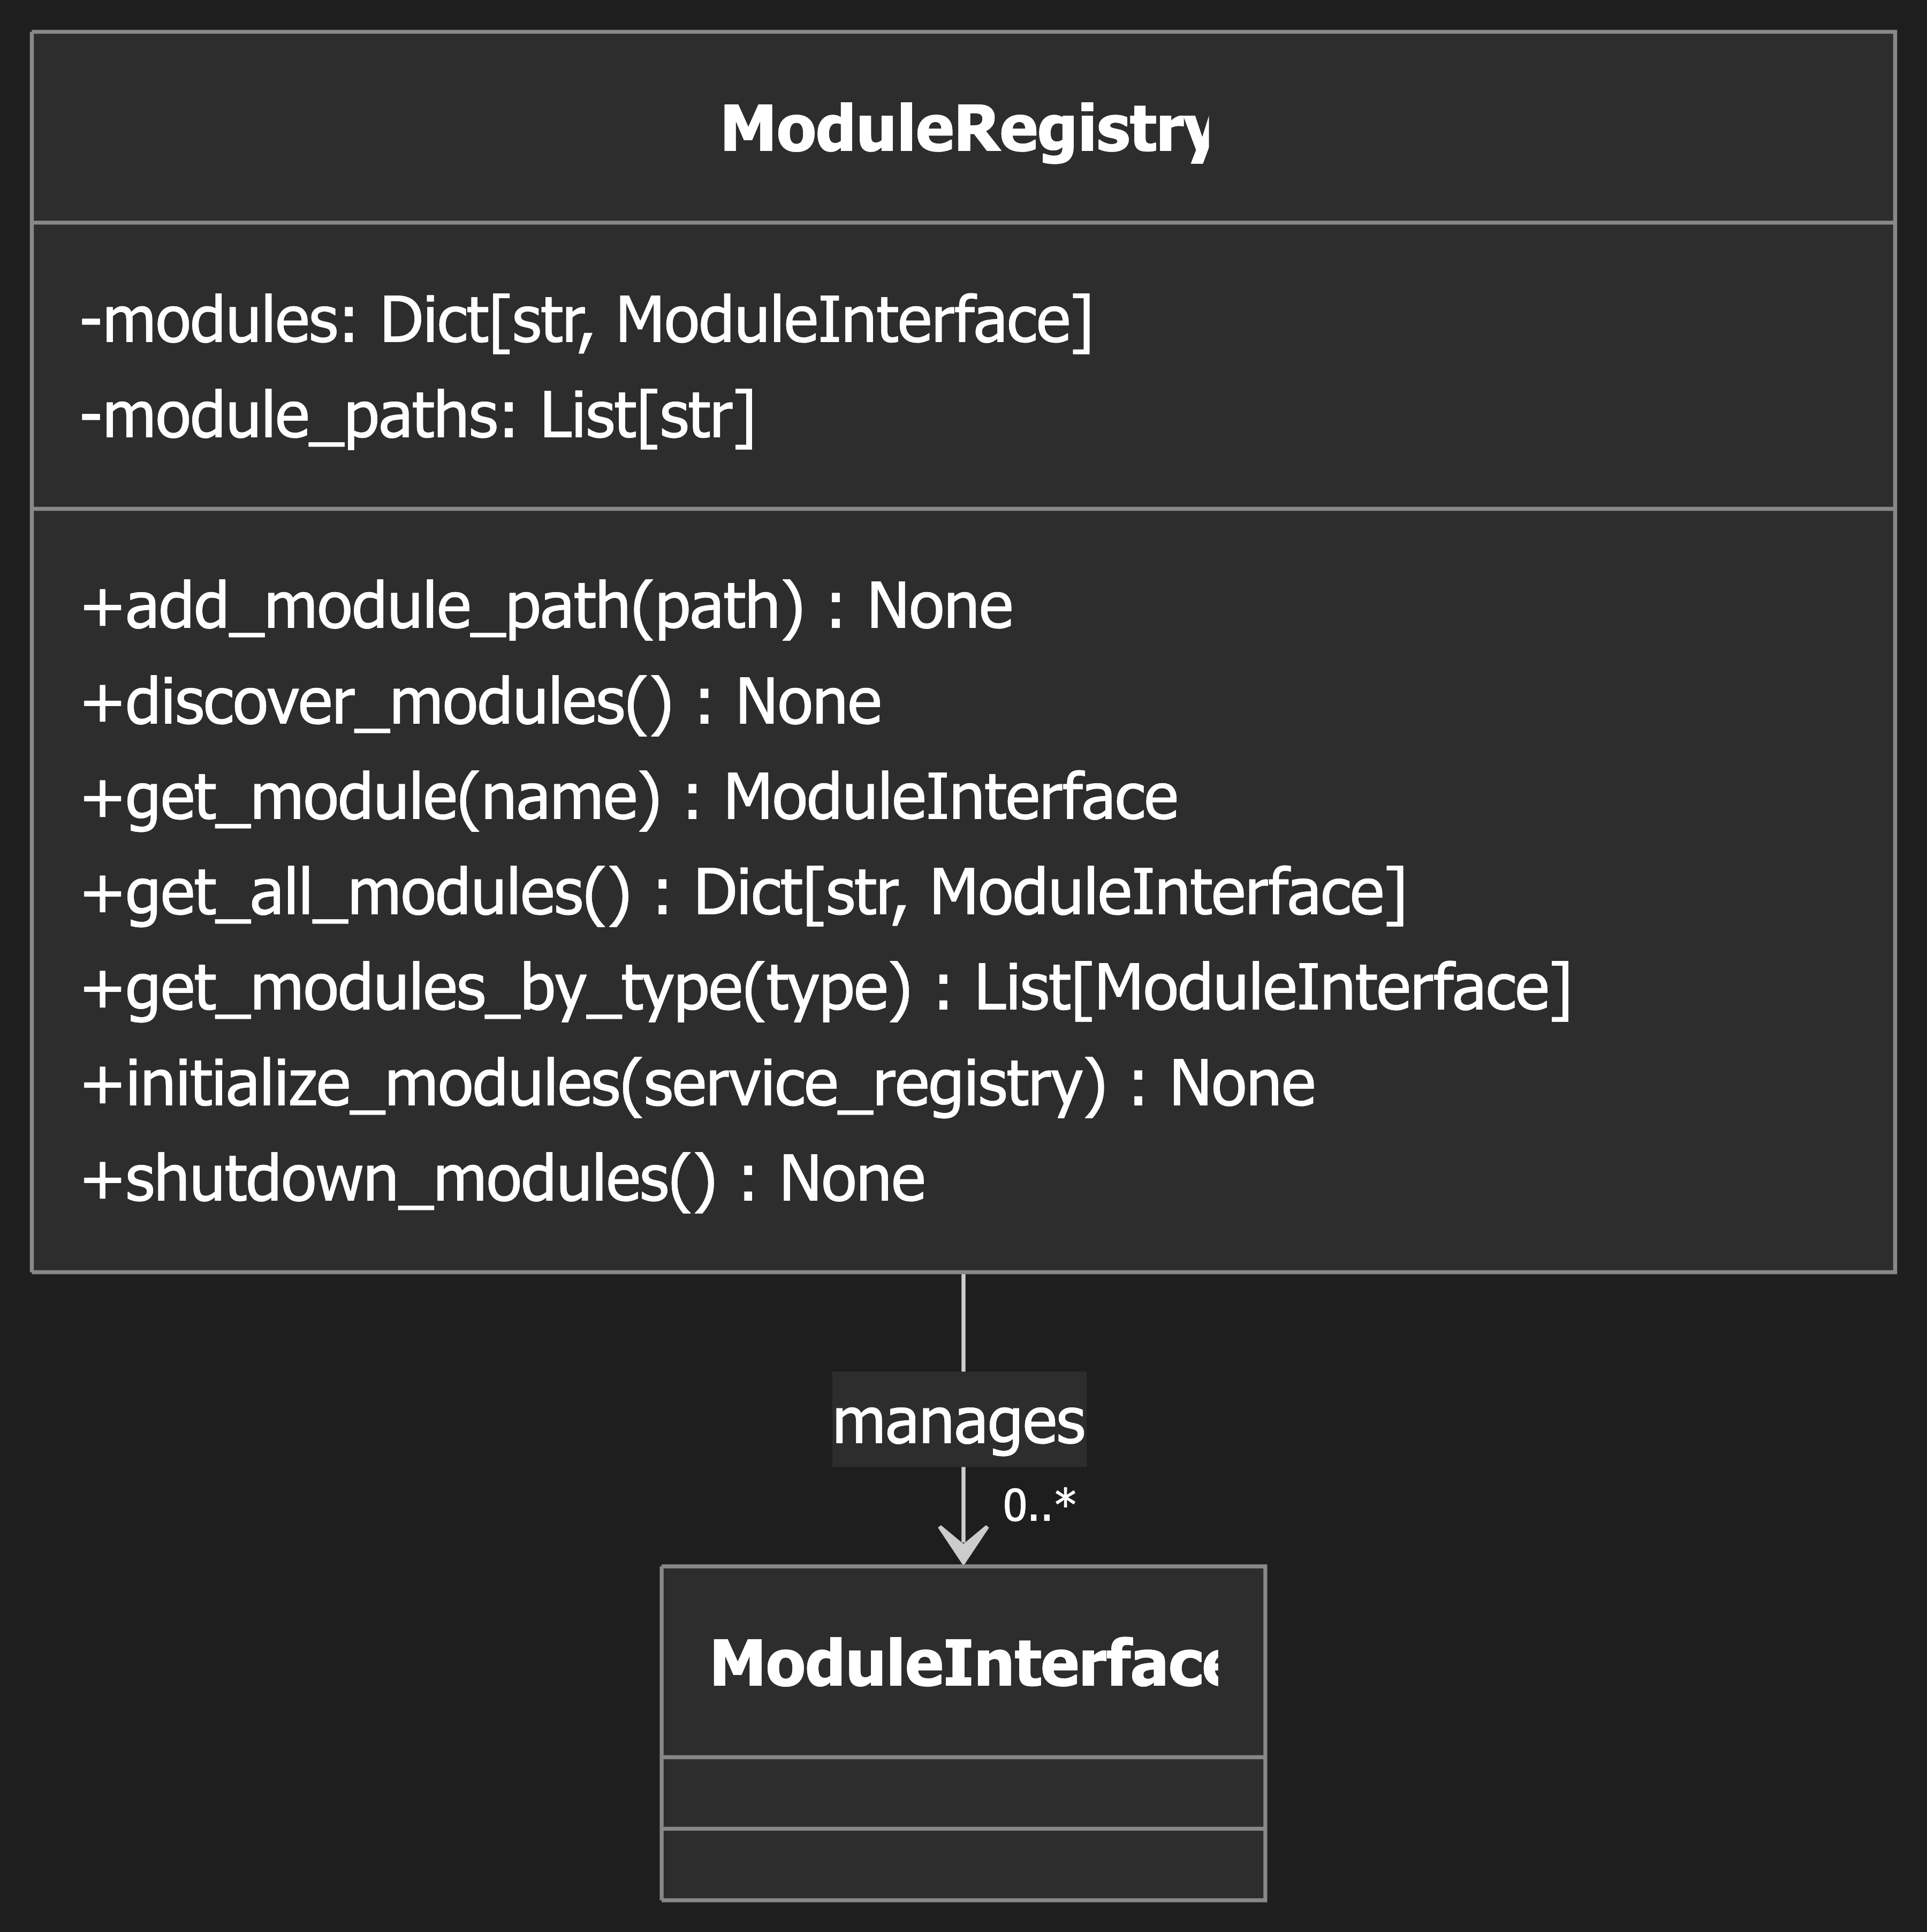 ModuleRegistry
-modules: Dict[str, ModuleInterface]
-module_paths: List[str]
+add_module_path(path) : None
+discover_modules() : None
+get_module(name) : ModuleInterface
+get_all_modules() : Dict[str, ModuleInterface]
+get_modules_by_type(type) : List[ModuleInterface]
+initialize_modules(service_registry) : None
+shutdown_modules() : None
manages
0..*
ModuleInterface